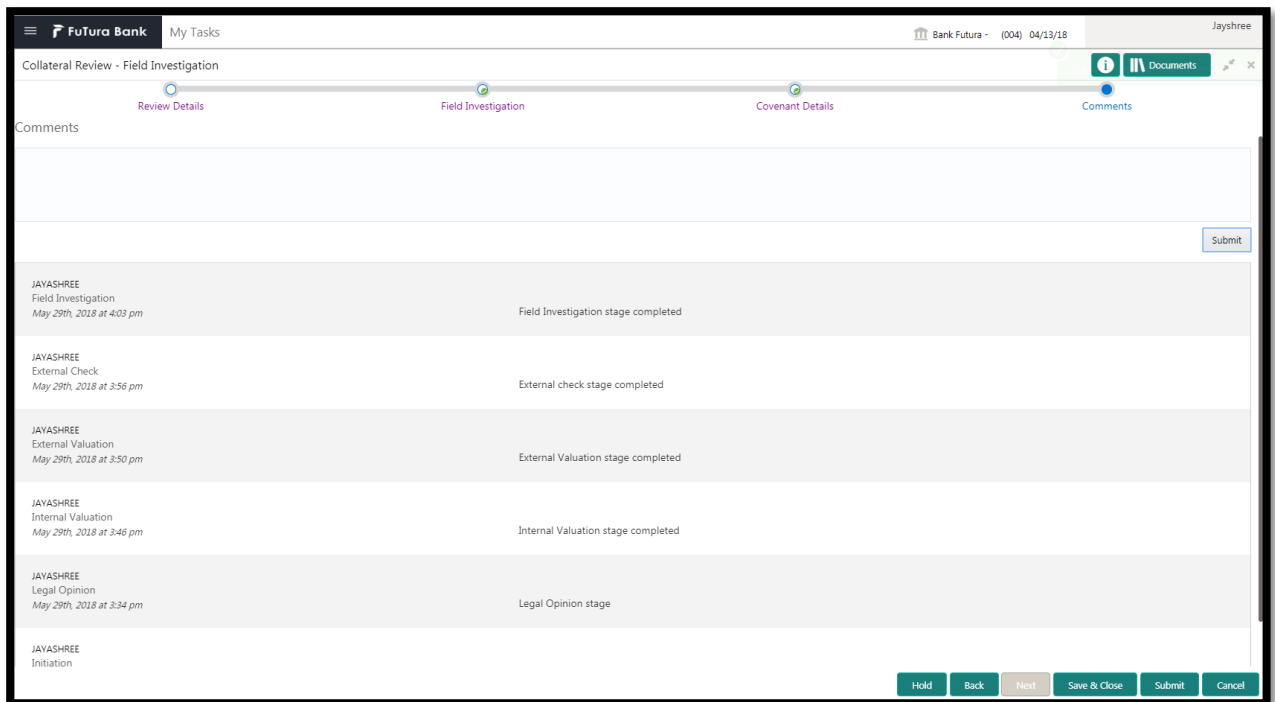 FuTura Bank
My Tasks
Bank Futura - (004) 04/13/18
Jayshree
Collateral Review - Field Investigation
i
Documents
Review Details
Field Investigation
Covenant Details
Comments
Comments
Submit
JAYASHREE
Field Investigation
May 29th, 2018 at 4:03 pm
Field Investigation stage completed
JAYASHREE
External Check
May 29th, 2018 at 3:56 pm
External check stage completed
JAYASHREE
External Valuation
May 29th, 2018 at 3:50 pm
External Valuation stage completed
JAYASHREE
Internal Valuation
May 29th, 2018 at 3:46 pm
Internal Valuation stage completed
JAYASHREE
Legal Opinion
May 29th, 2018 at 3:34 pm
Legal Opinion stage
JAYASHREE
Initiation
Hold
Back
Next
Save & Close
Submit
Cancel